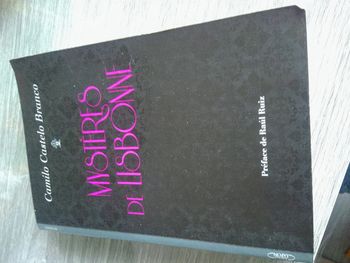 Camilo Castelo Branco
MYSTÈRES
DE LISBONNE
Préface de Raúl Ruiz